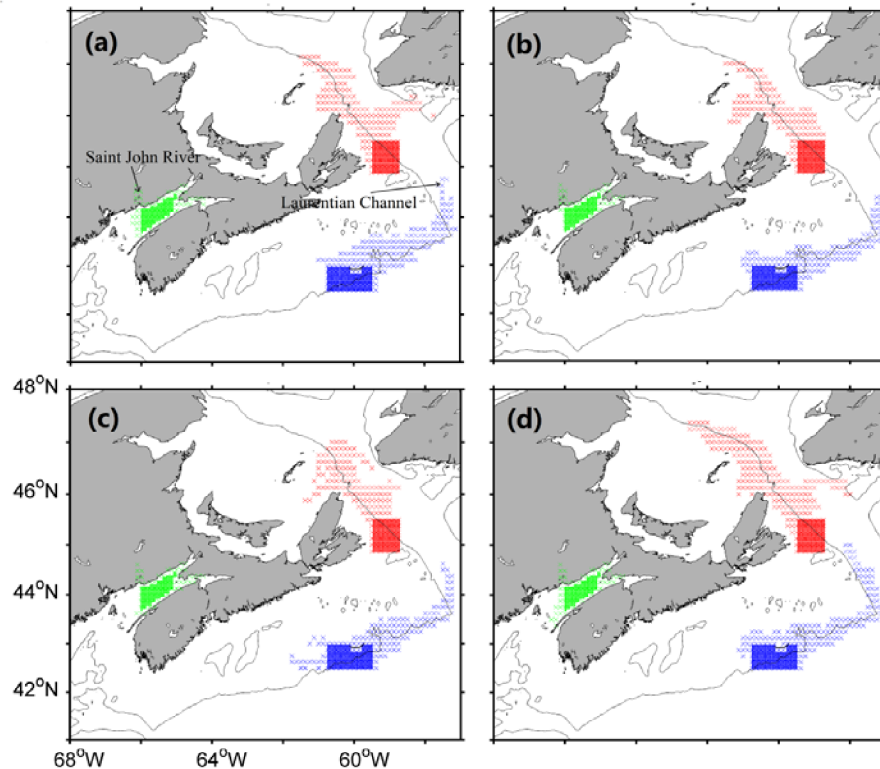 (a)
(b)
Saint John River
Laurentian Channel
(c)
(d)
48°N
46°N
44°N
42°N
68°W
64°W
60°W